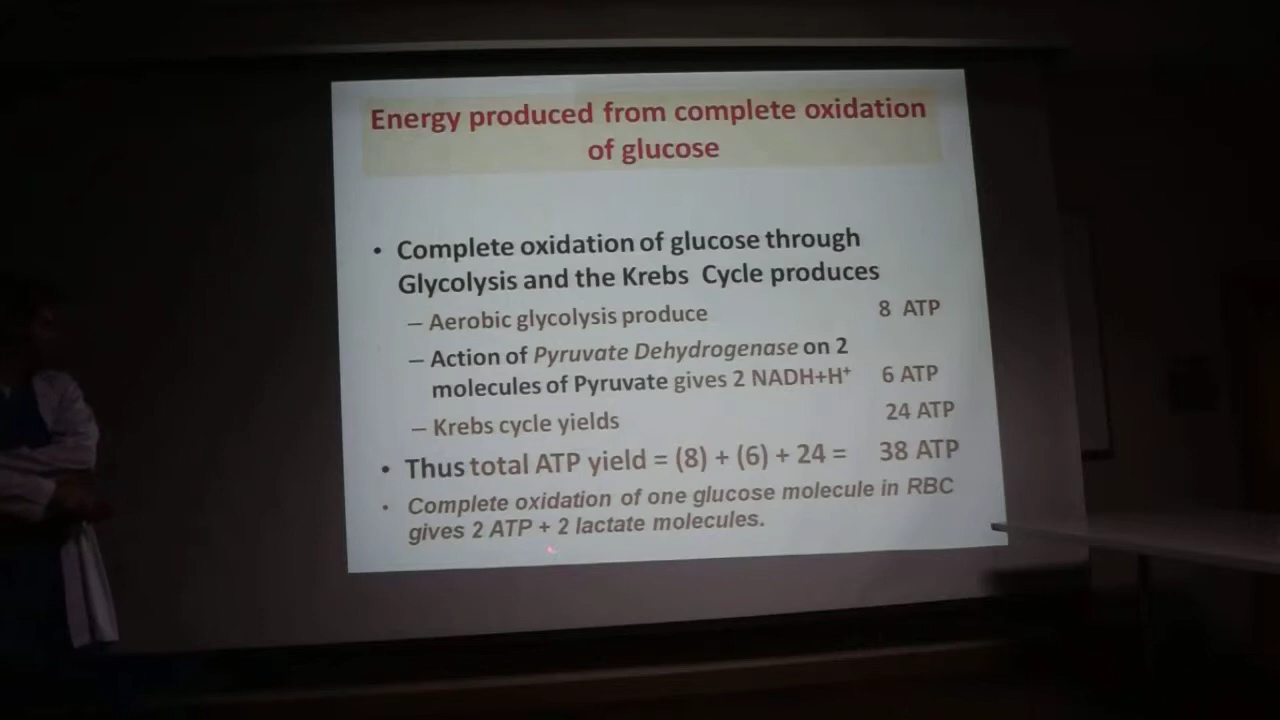 Energy produced from complete oxidation
of glucose
• Complete oxidation of glucose through
Glycolysis and the Krebs Cycle produces
– Aerobic glycolysis produce 8 ATP
– Action of Pyruvate Dehydrogenase on 2
molecules of Pyruvate gives 2 NADH+H⁺ 6 ATP
– Krebs cycle yields 24 ATP
• Thus total ATP yield = (8) + (6) + 24 = 38 ATP
• Complete oxidation of one glucose molecule in RBC
gives 2 ATP + 2 lactate molecules.